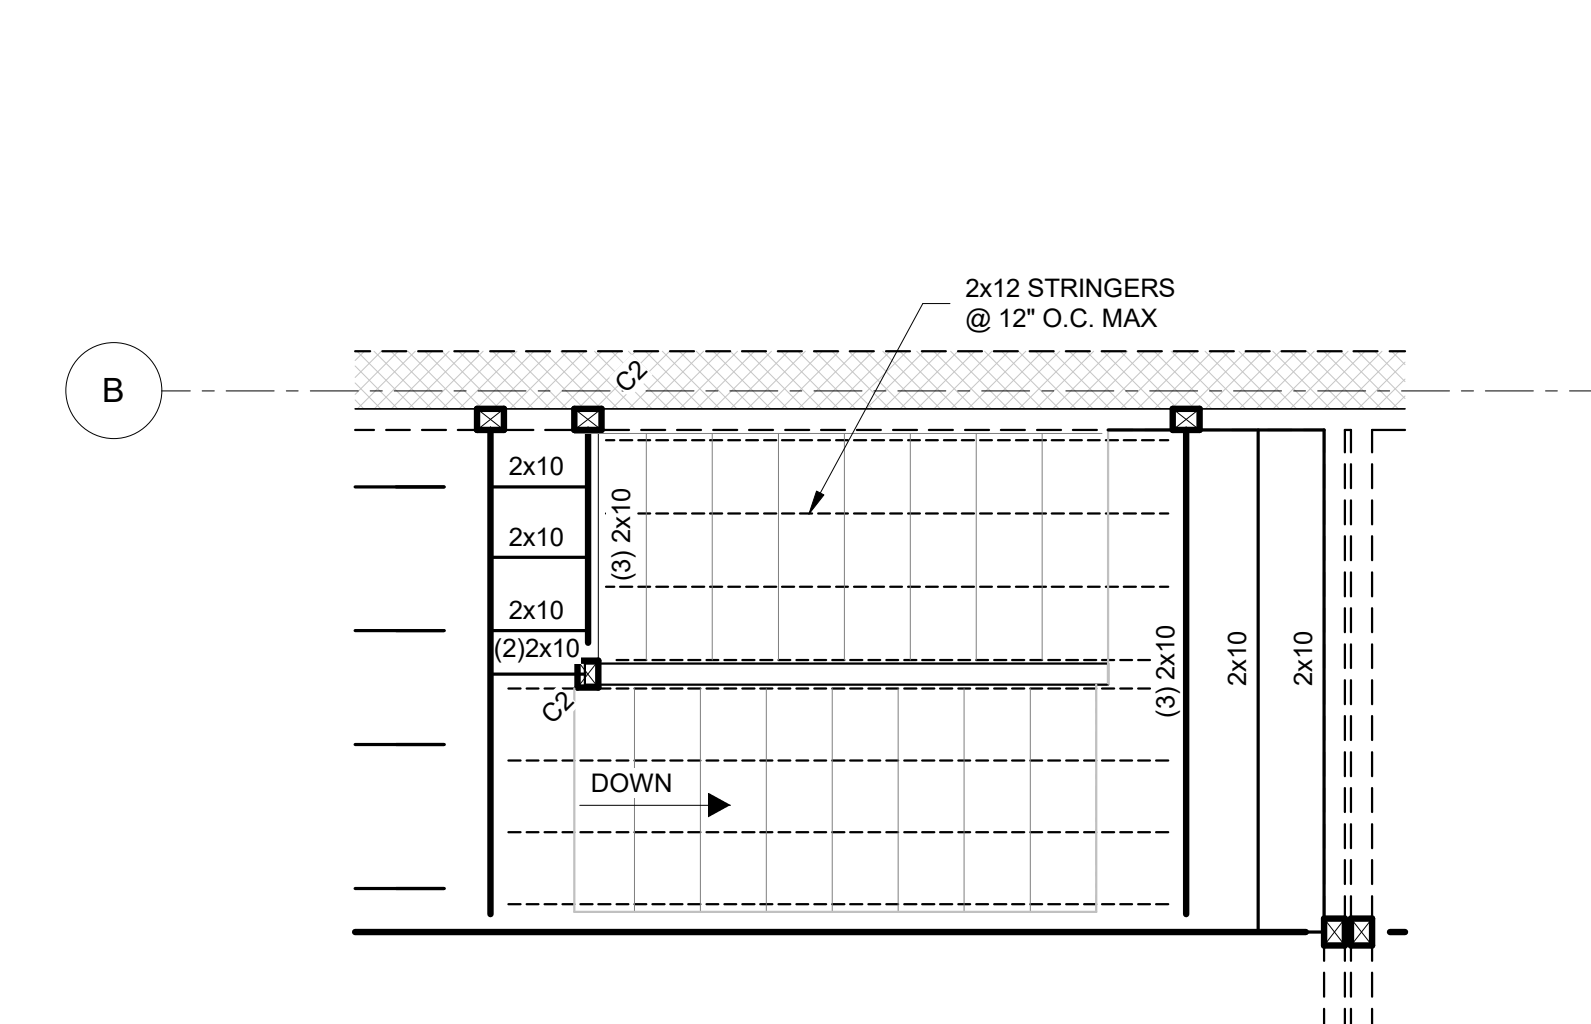 2x12 STRINGERS
@ 12" O.C. MAX
B
C2
2x10
(3) 2x10
2x10
2x10
(2)2x10
C2
(3) 2x10
2x10
2x10
DOWN